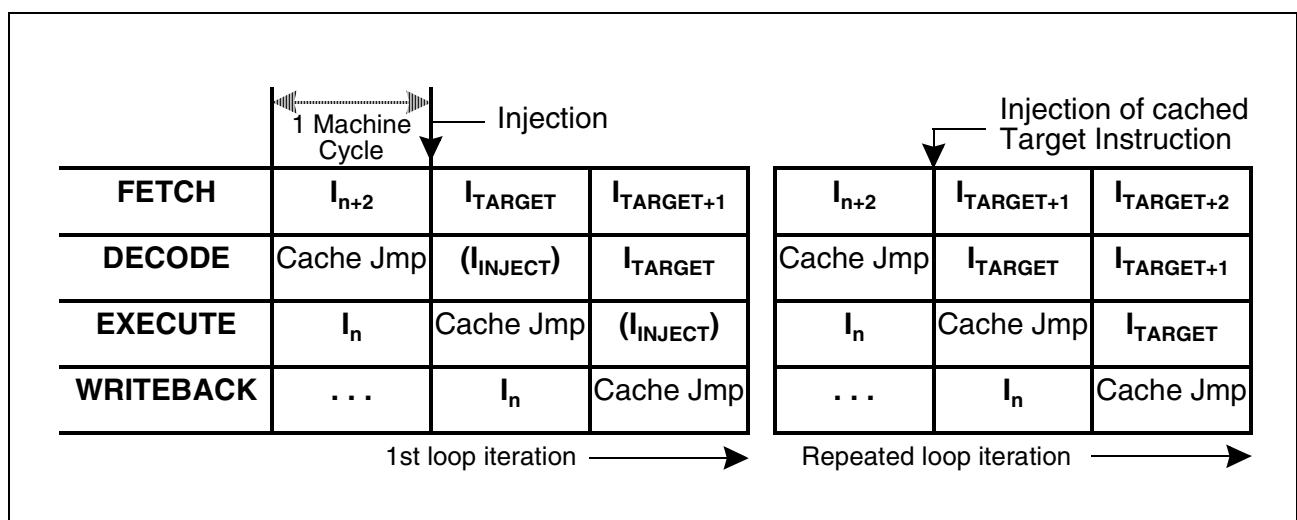 1 Machine
Cycle
Injection
Injection of cached
Target Instruction
FETCH In+2 ITARGET ITARGET+1 In+2 ITARGET+1 ITARGET+2
DECODE Cache Jmp (IINJECT) ITARGET Cache Jmp ITARGET ITARGET+1
EXECUTE In Cache Jmp (IINJECT) In Cache Jmp ITARGET
WRITEBACK . . . In Cache Jmp . . . In Cache Jmp
1st loop iteration
Repeated loop iteration